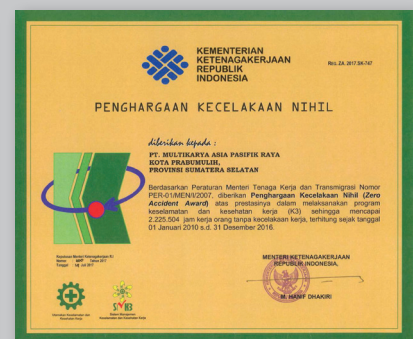 KEMENTERIAN
KETENAGAKERJAAN
REPUBLIK
INDONESIA
PENGHARGAAN KECELAKAAN NIHIL
diberikan kepada :
PT. MULTIKARYA ASIA PASIFIK RAYA
KOTA PRABUMULIH,
PROVINSI SUMATERA SELATAN
Berdasarkan Peraturan Menteri Tenaga Kerja dan Transmigrasi Nomor
PER-01/MEN/I/2007, diberikan Penghargaan Kecelakaan Nihil (Zero
Accident Award) atas prestasinya dalam melaksanakan program
keselamatan dan kesehatan kerja (K3) sehingga mencapai
2.225.504 jam kerja orang tanpa kecelakaan kerja, terhitung sejak tanggal
01 Januari 2010 s.d. 31 Desember 2016.
MENTERI KETENAGAKERJAAN
REPUBLIK INDONESIA,
M. HANIF DHAKIRI